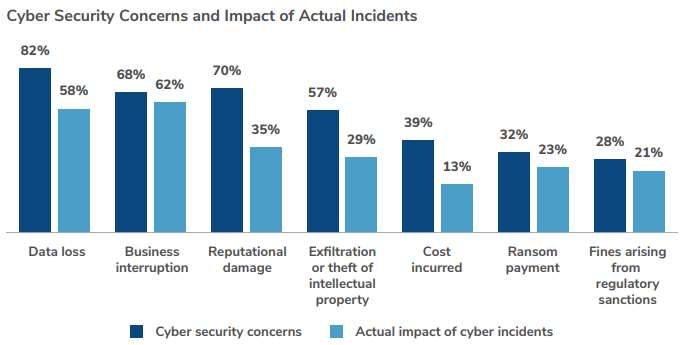 Cyber Security Concerns and Impact of Actual Incidents
82%
58%
68%
62%
70%
35%
57%
29%
39%
13%
32%
23%
28%
21%
Data loss
Business
interruption
Reputational
damage
Exfiltration
or theft of
intellectual
property
Cost
incurred
Ransom
payment
Fines arising
from
regulatory
sanctions
Cyber security concerns
Actual impact of cyber incidents